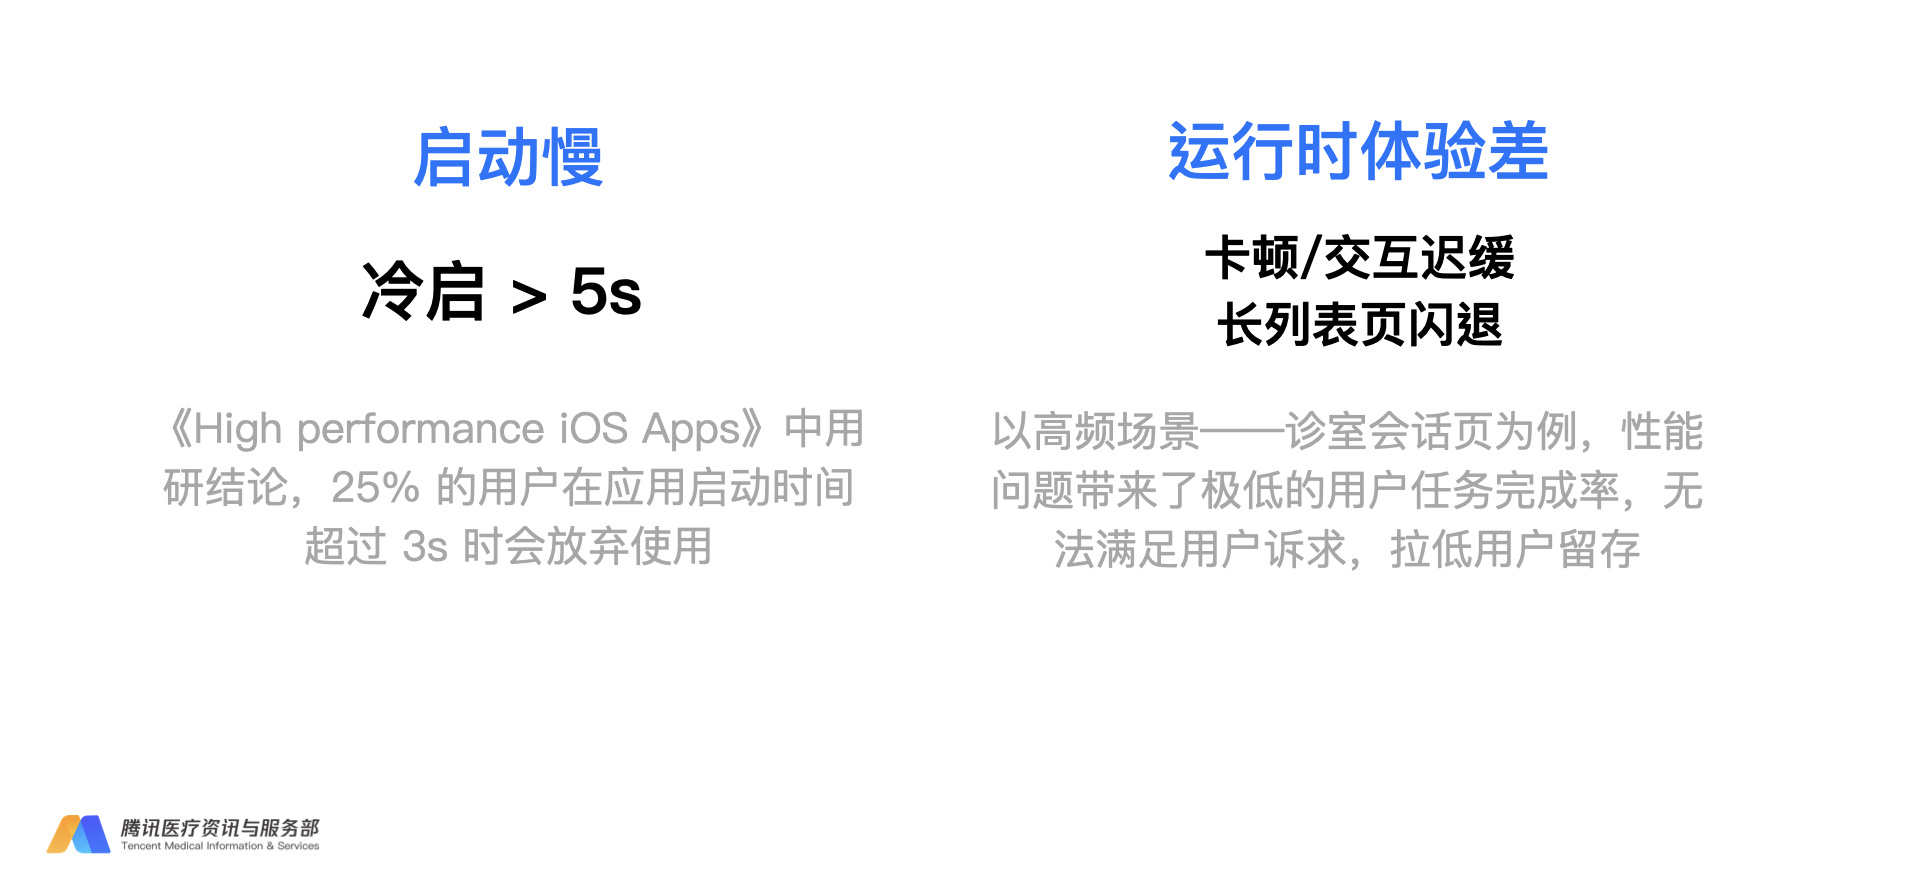 启动慢
冷启 > 5s
《High performance iOS Apps》中用
研结论，25% 的用户在应用启动时间
超过 3s 时会放弃使用
运行时体验差
卡顿/交互迟缓
长列表页闪退
以高频场景——诊室会话页为例，性能
问题带来了极低的用户任务完成率，无
法满足用户诉求，拉低用户留存
腾讯医疗资讯与服务部
Tencent Medical Information & Services